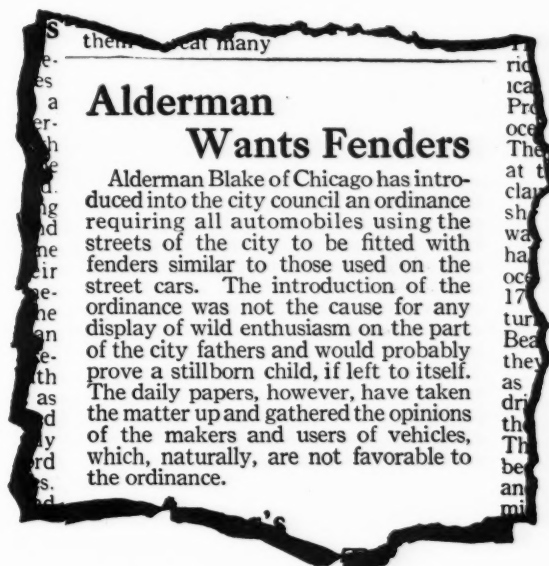 s
them great many
Alderman
Wants Fenders
Alderman Blake of Chicago has intro-
duced into the city council an ordinance
requiring all automobiles using the
streets of the city to be fitted with
fenders similar to those used on the
street cars. The introduction of the
ordinance was not the cause for any
display of wild enthusiasm on the part
of the city fathers and would probably
prove a stillborn child, if left to itself.
The daily papers, however, have taken
the matter up and gathered the opinions
of the makers and users of vehicles,
which, naturally, are not favorable to
the ordinance.